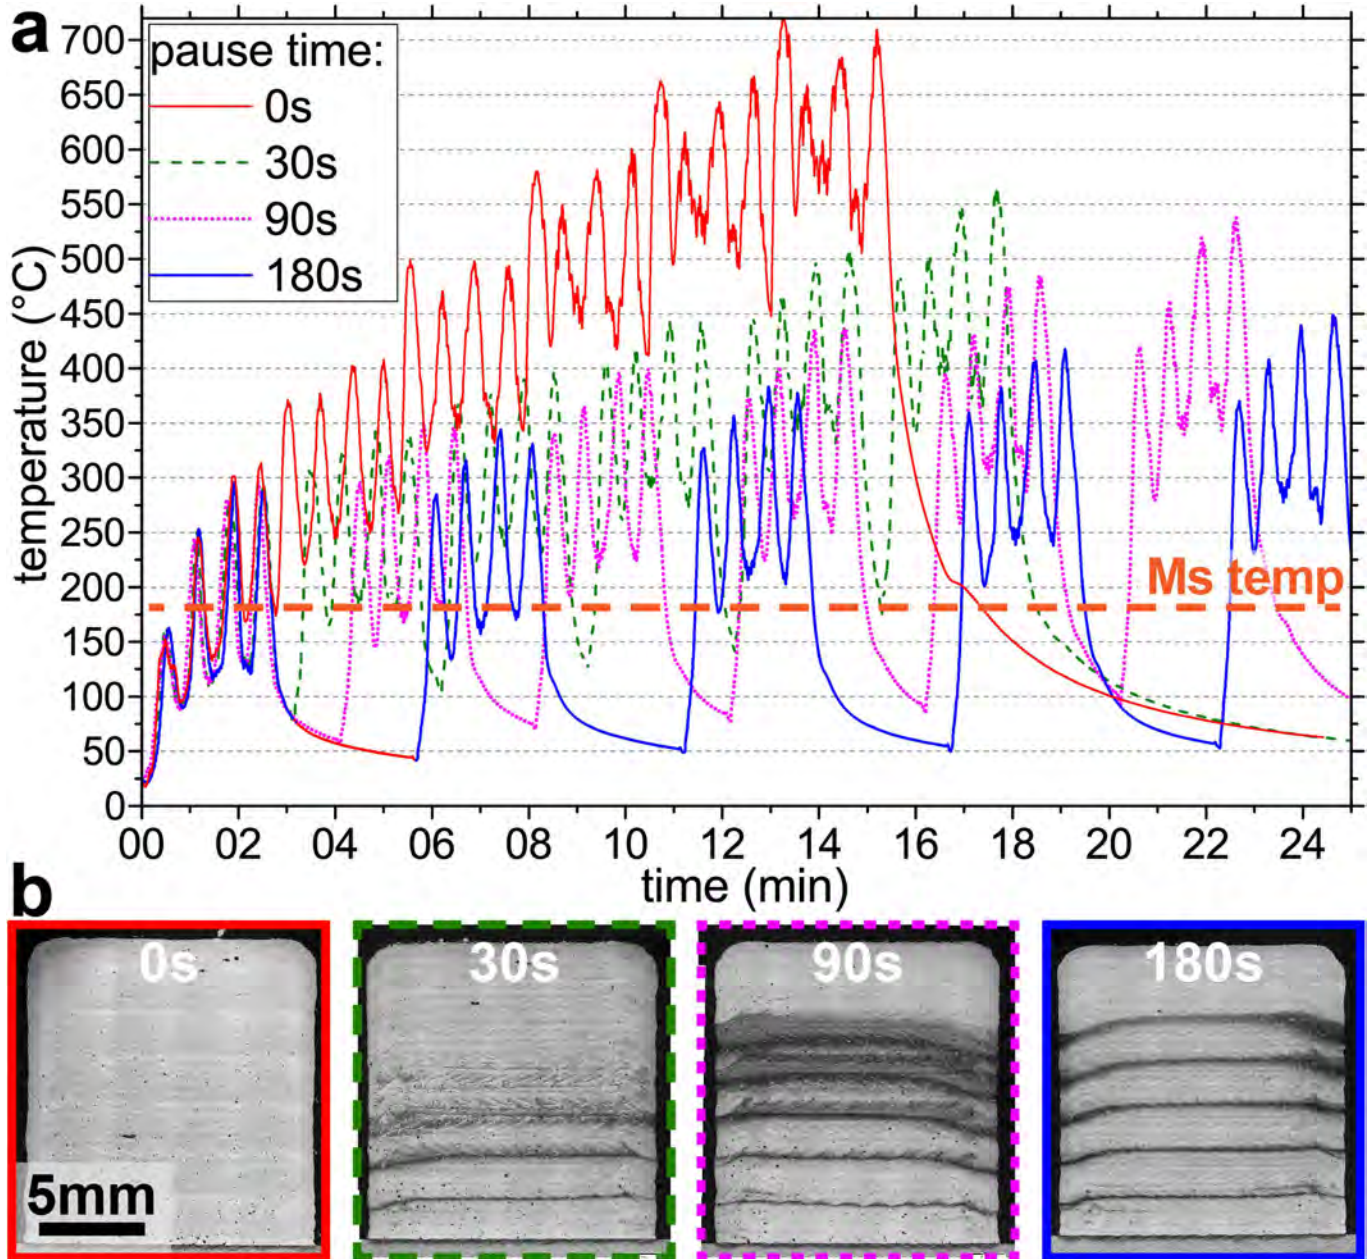 a
pause time:
0s
30s
90s
180s
temperature (°C)
700
650
600
550
500
450
400
350
300
250
200
150
100
50
0
Ms temp
00 02 04 06 08 10 12 14 16 18 20 22 24
time (min)
b
0s 30s 90s 180s
5mm